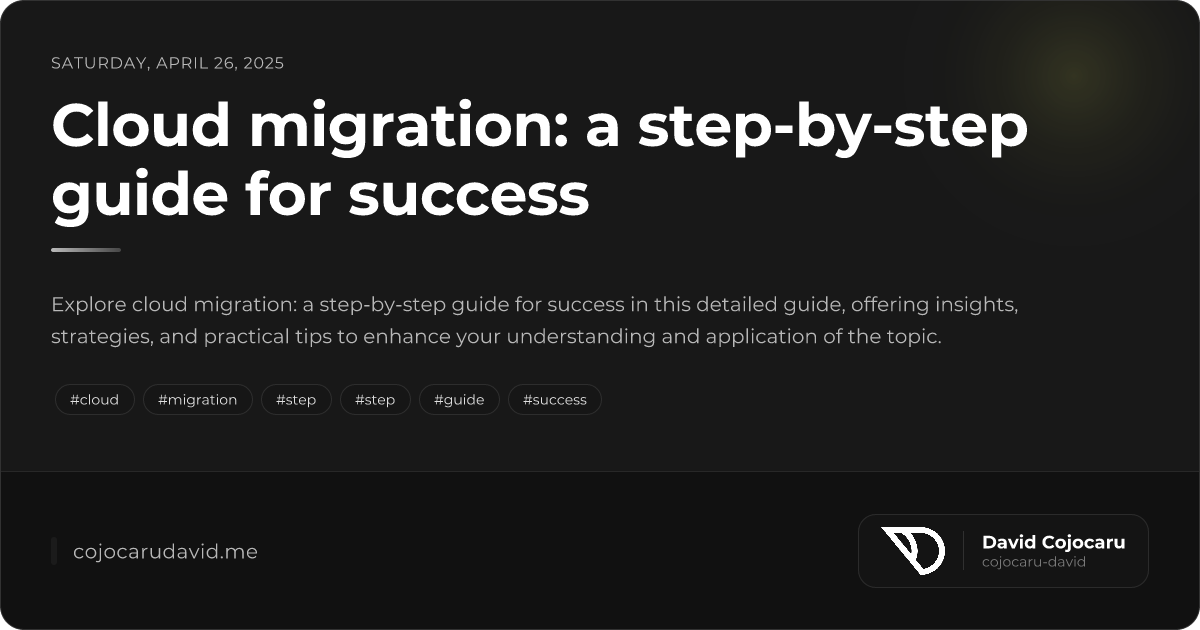 SATURDAY, APRIL 26, 2025
Cloud migration: a step-by-step
guide for success
Explore cloud migration: a step-by-step guide for success in this detailed guide, offering insights,
strategies, and practical tips to enhance your understanding and application of the topic.
#cloud #migration #step #step #guide #success
cojocarudavid.me
David Cojocaru
cojocaru-david